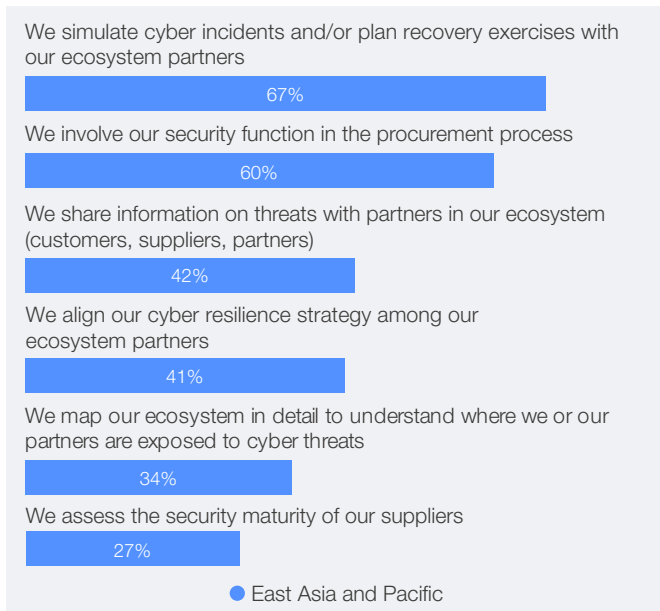 We simulate cyber incidents and/or plan recovery exercises with
our ecosystem partners
67%
We involve our security function in the procurement process
60%
We share information on threats with partners in our ecosystem
(customers, suppliers, partners)
42%
We align our cyber resilience strategy among our
ecosystem partners
41%
We map our ecosystem in detail to understand where we or our
partners are exposed to cyber threats
34%
We assess the security maturity of our suppliers
27%
East Asia and Pacific